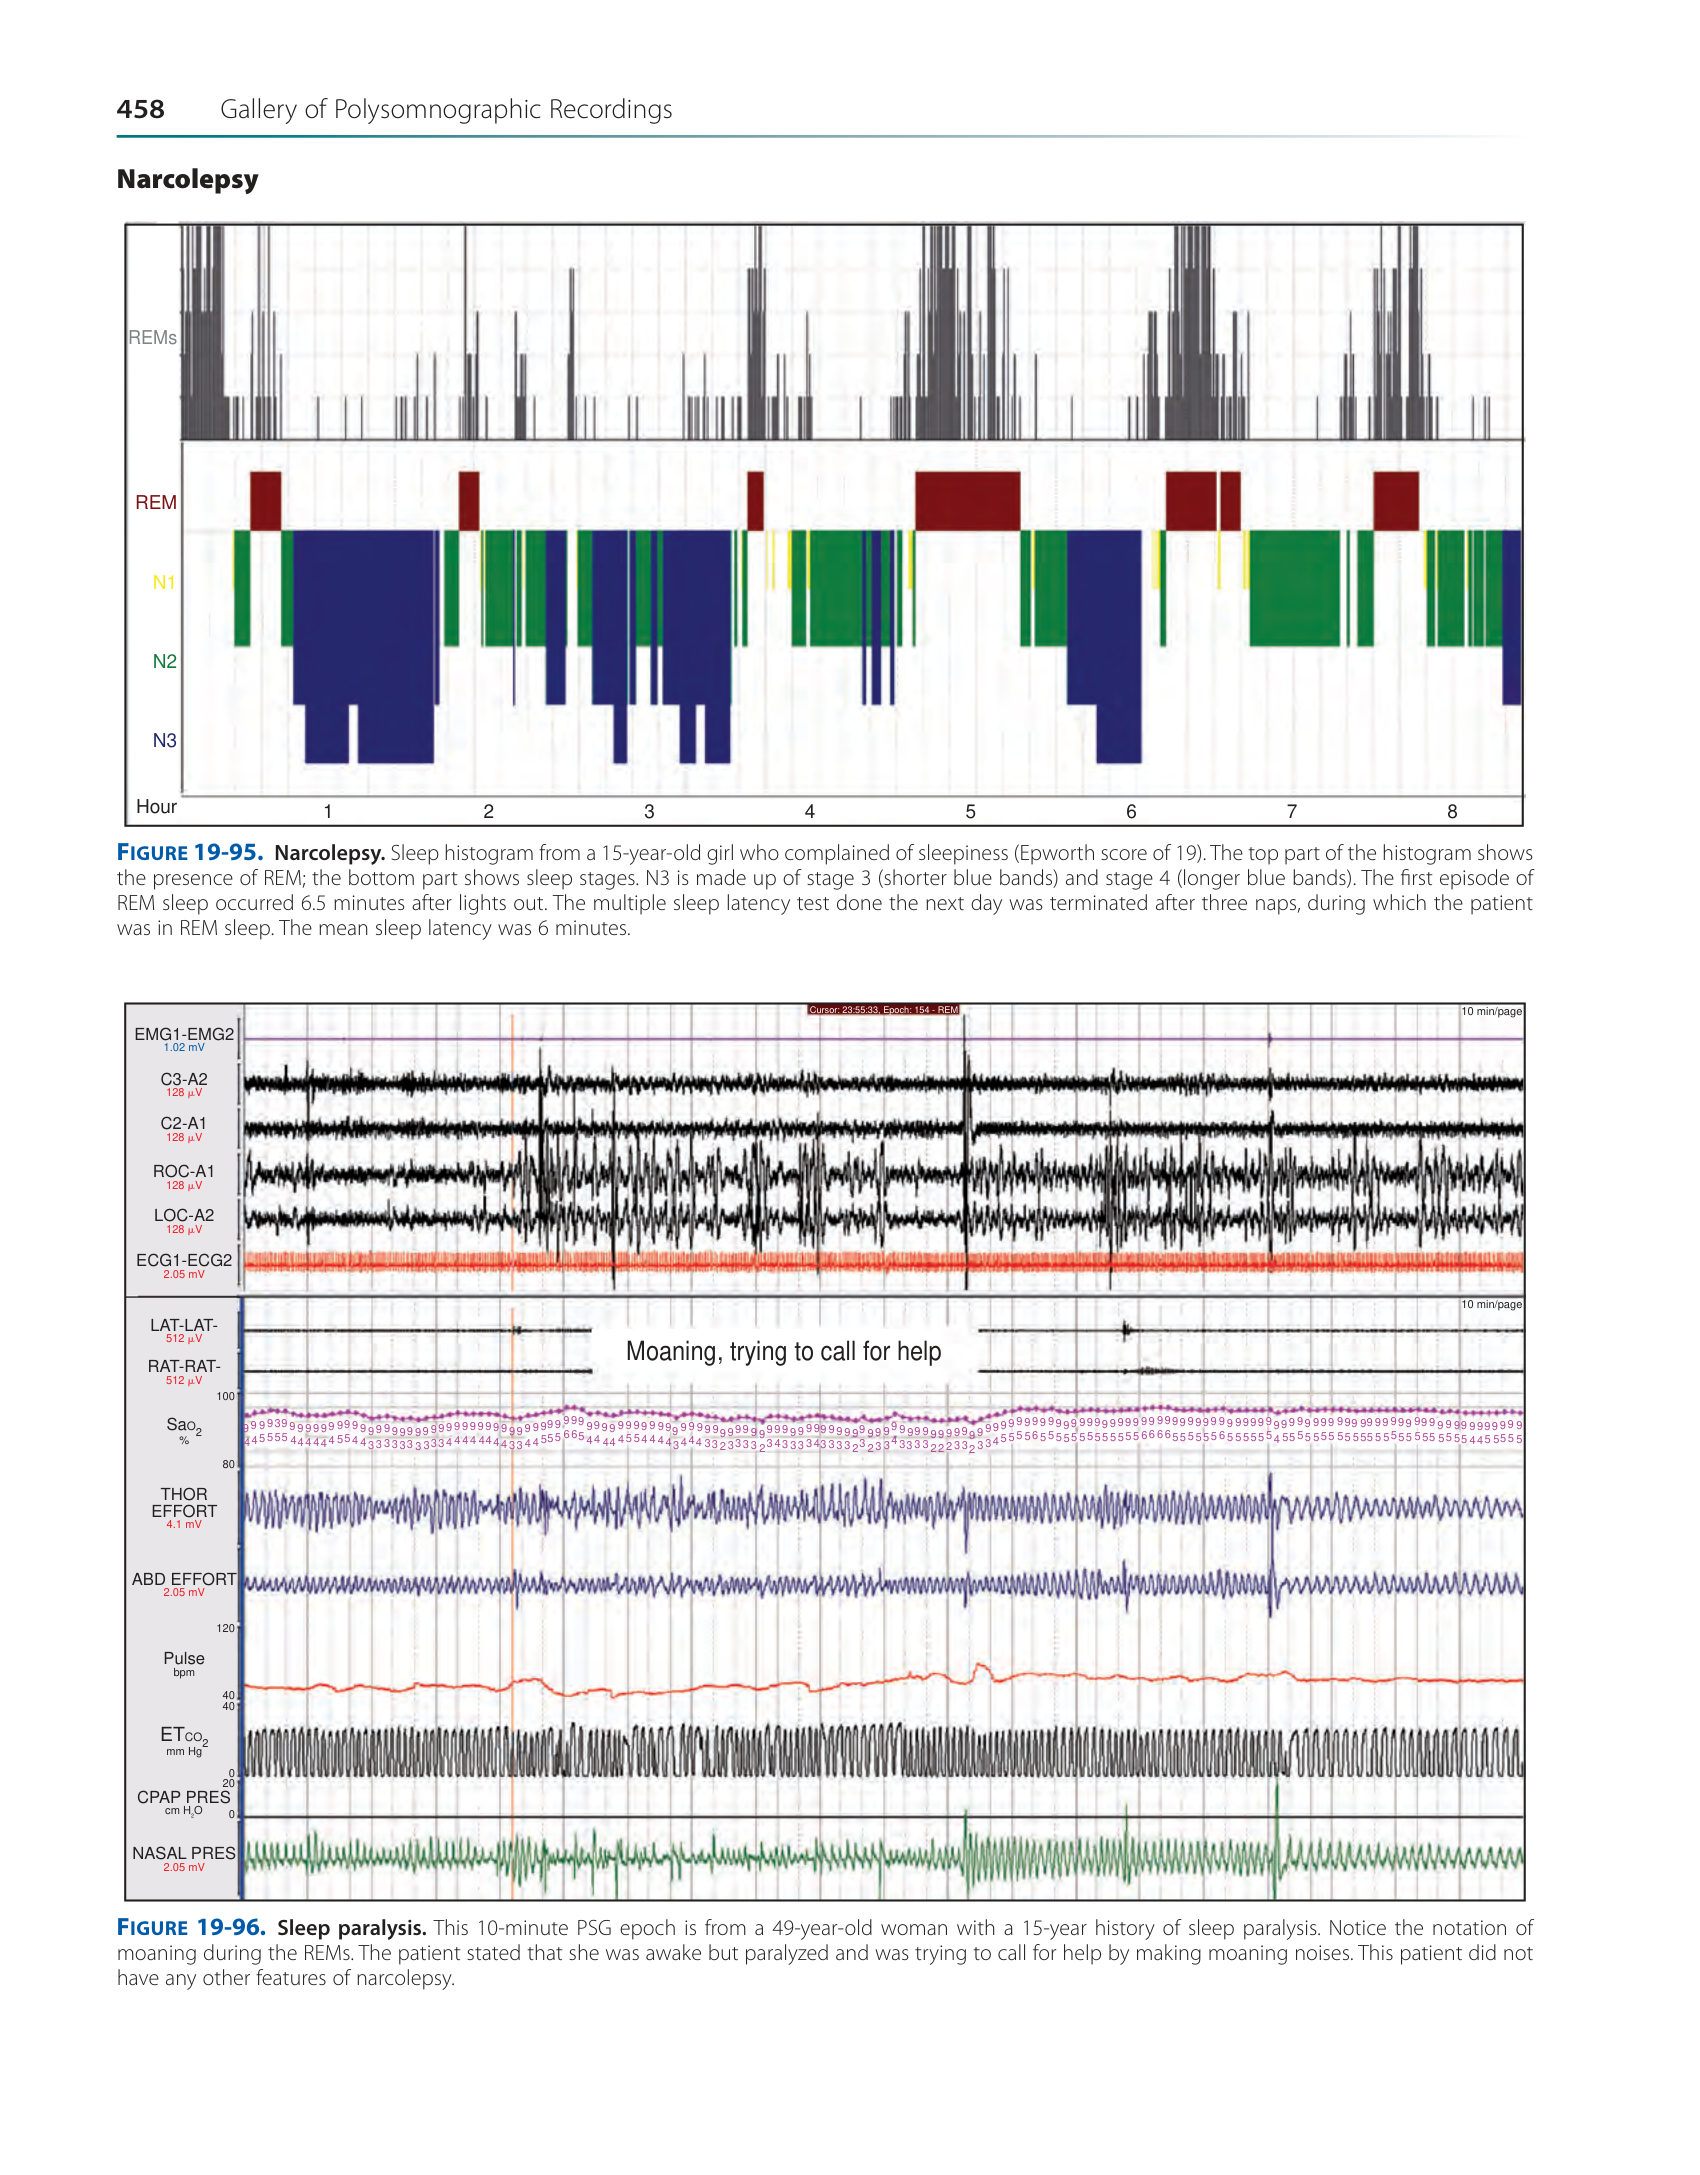 458 Gallery of Polysomnographic Recordings
Narcolepsy
REMs
REM
N1
N2
N3
Hour 1 2 3 4 5 6 7 8
FIGURE 19-95. Narcolepsy. Sleep histogram from a 15-year-old girl who complained of sleepiness (Epworth score of 19). The top part of the histogram shows
the presence of REM; the bottom part shows sleep stages. N3 is made up of stage 3 (shorter blue bands) and stage 4 (longer blue bands). The first episode of
REM sleep occurred 6.5 minutes after lights out. The multiple sleep latency test done the next day was terminated after three naps, during which the patient
was in REM sleep. The mean sleep latency was 6 minutes.
Cursor: 23:55:33, Epoch: 154 - REM
10 min/page
EMG1-EMG2
1.02 mV
C3-A2
128 µV
C2-A1
128 µV
ROC-A1
128 µV
LOC-A2
128 µV
ECG1-ECG2
2.05 mV
10 min/page
LAT-LAT-
512 µV
Moaning, trying to call for help
RAT-RAT-
512 µV
100
Sao2
%
80
THOR
EFFORT
4.1 mV
ABD EFFORT
2.05 mV
120
Pulse
bpm
40
40
ETco2
mm Hg
0
20
CPAP PRES
cm H2O
0
NASAL PRES
2.05 mV
FIGURE 19-96. Sleep paralysis. This 10-minute PSG epoch is from a 49-year-old woman with a 15-year history of sleep paralysis. Notice the notation of
moaning during the REMs. The patient stated that she was awake but paralyzed and was trying to call for help by making moaning noises. This patient did not
have any other features of narcolepsy.